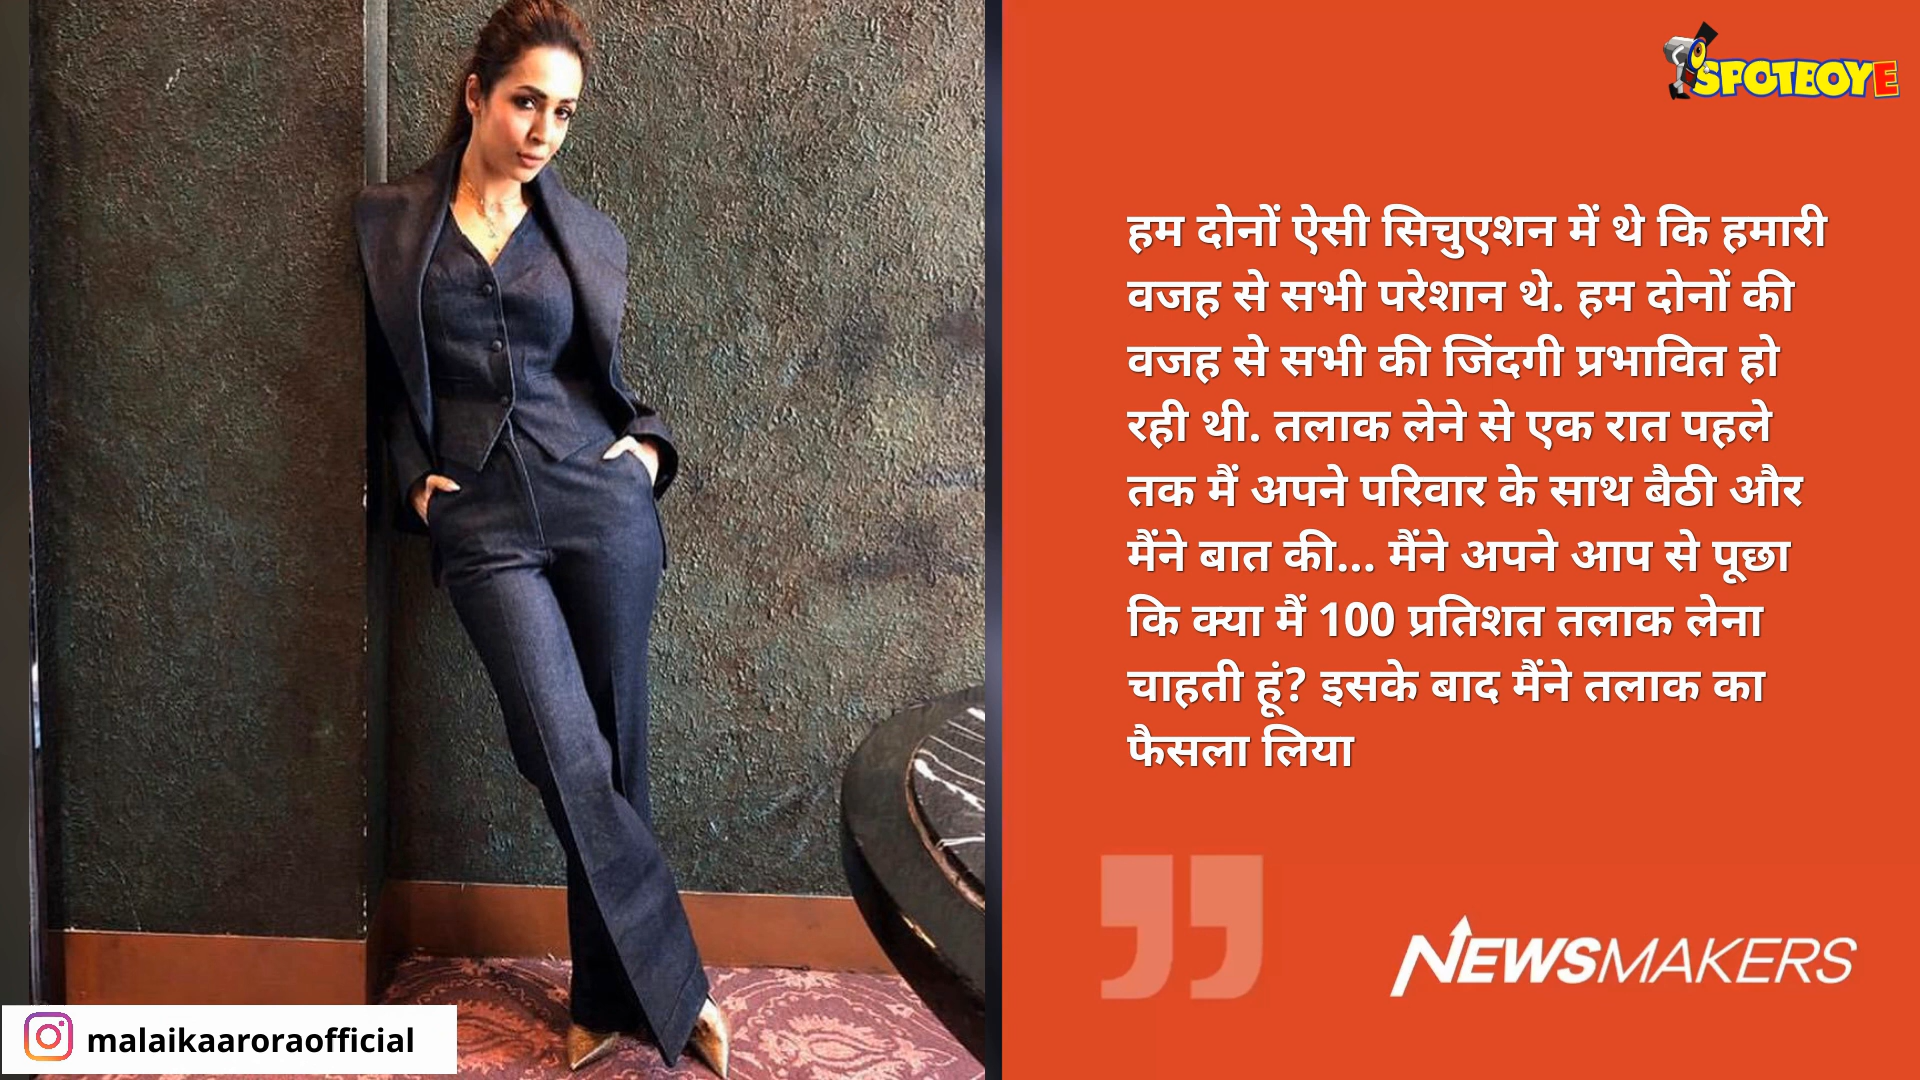 SPOTBOYE
हम दोनों ऐसी सिचुएशन में थे कि हमारी
वजह से सभी परेशान थे. हम दोनों की
वजह से सभी की जिंदगी प्रभावित हो
रही थी. तलाक लेने से एक रात पहले
तक मैं अपने परिवार के साथ बैठी और
मैंने बात की... मैंने अपने आप से पूछा
कि क्या मैं 100 प्रतिशत तलाक लेना
चाहती हूं? इसके बाद मैंने तलाक का
फैसला लिया
”
NEWSMAKERS
malaikaaroraofficial